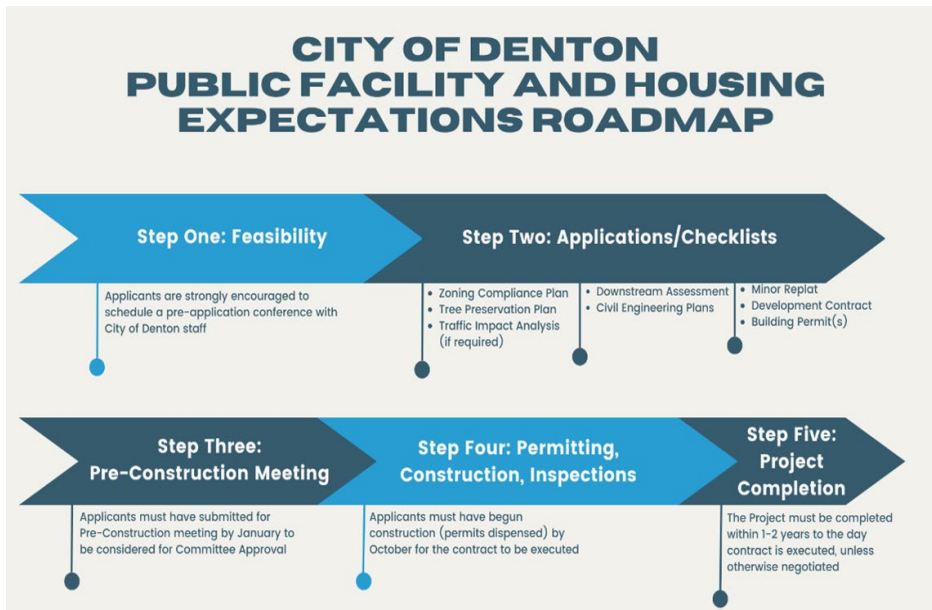 CITY OF DENTON
PUBLIC FACILITY AND HOUSING
EXPECTATIONS ROADMAP
Step One: Feasibility
Applicants are strongly encouraged to
schedule a pre-application conference with
City of Denton staff
Step Two: Applications/Checklists
• Zoning Compliance Plan
• Tree Preservation Plan
• Traffic Impact Analysis
(if required)
• Downstream Assessment
• Civil Engineering Plans
• Minor Replat
• Development Contract
• Building Permit(s)
Step Three:
Pre-Construction Meeting
Applicants must have submitted for
Pre-Construction meeting by January to
be considered for Committee Approval
Step Four: Permitting,
Construction, Inspections
Applicants must have begun
construction (permits dispensed) by
October for the contract to be executed
Step Five:
Project
Completion
The Project must be completed
within 1-2 years to the day
contract is executed, unless
otherwise negotiated